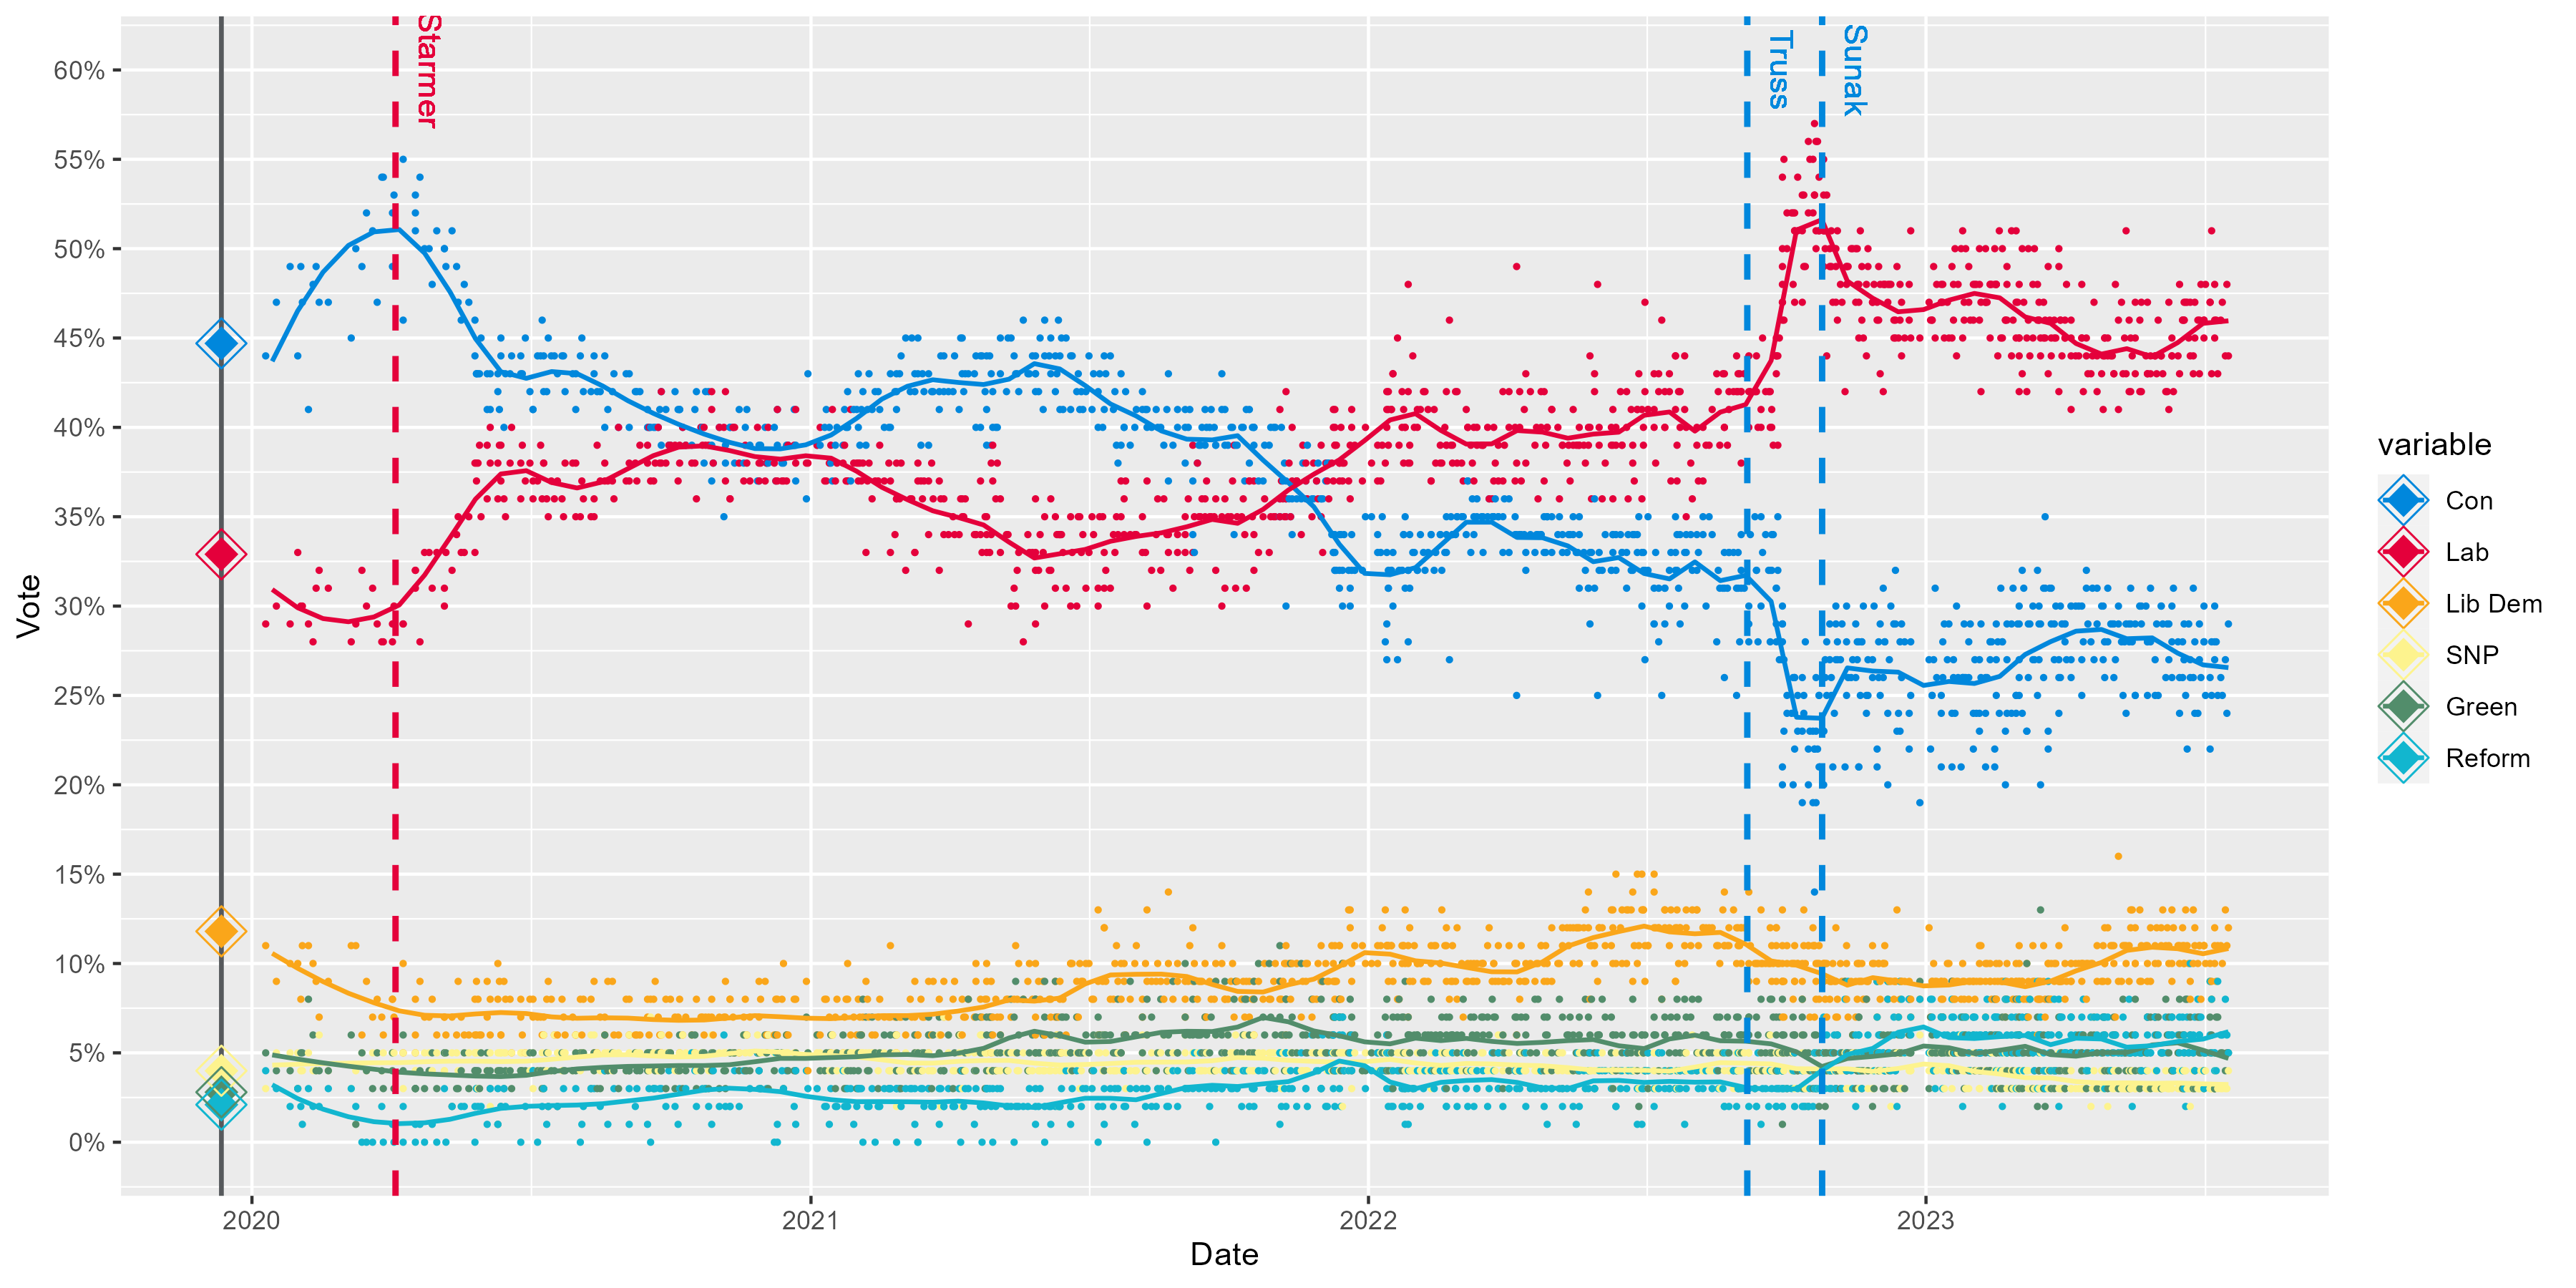 Starmer
Truss
Sunak
60%
55%
50%
45%
40%
35%
30%
25%
20%
15%
10%
5%
0%
Vote
2020
2021
2022
2023
Date
variable
Con
Lab
Lib Dem
SNP
Green
Reform